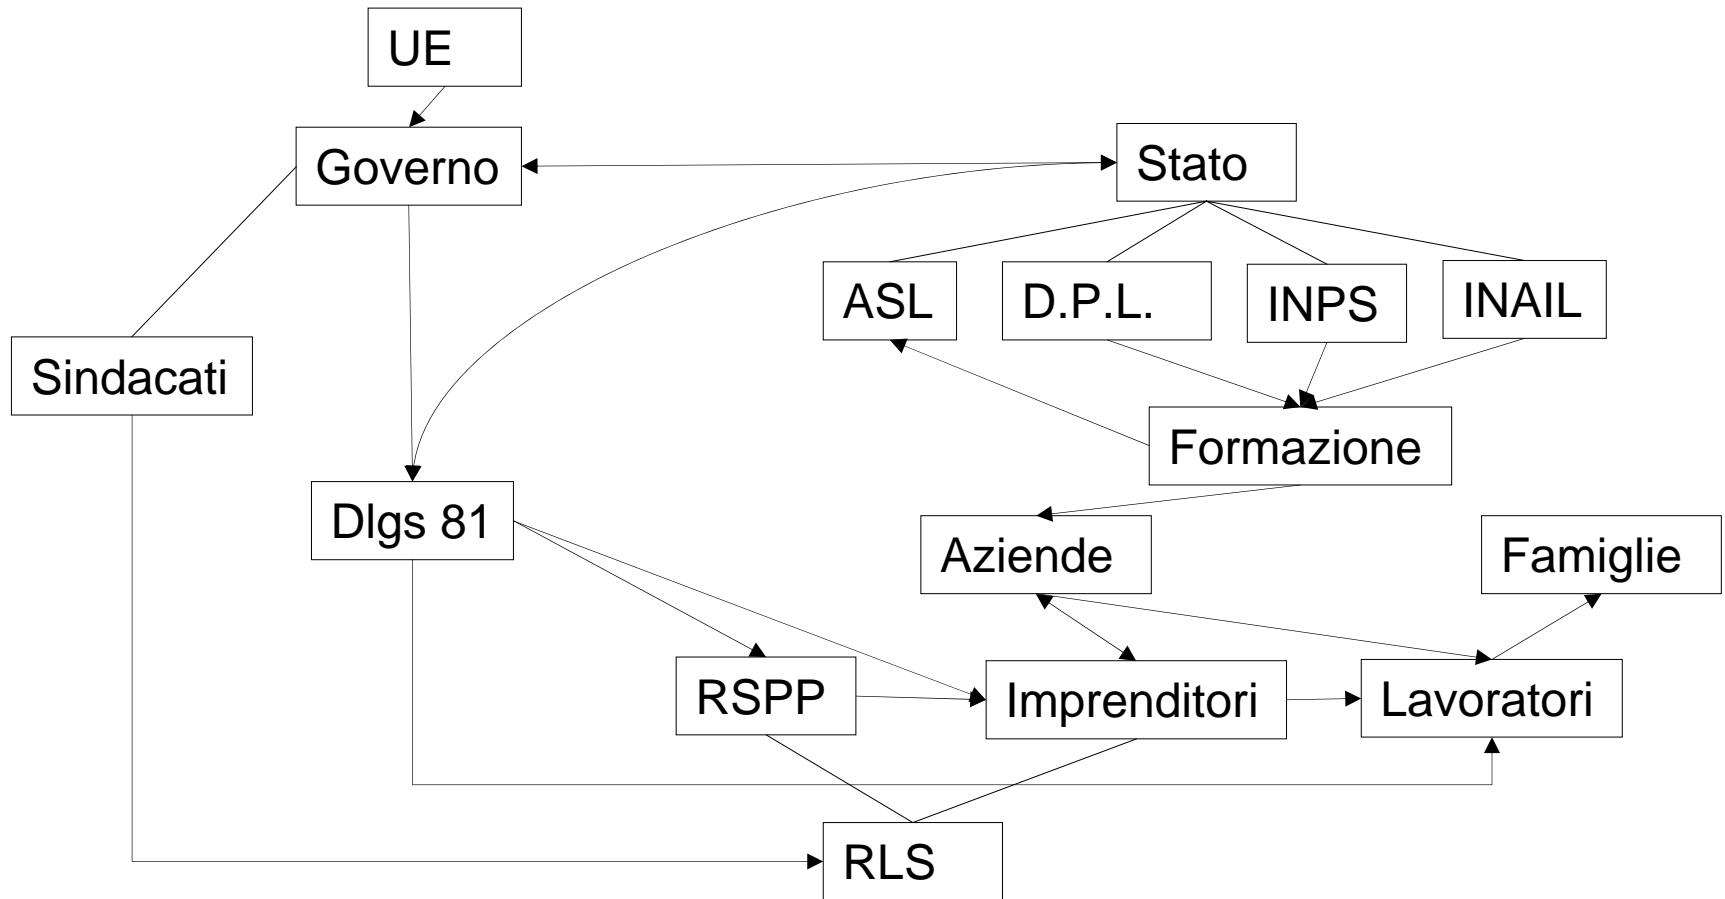 UE
Governo
Stato
ASL
D.P.L.
INPS
INAIL
Sindacati
Formazione
Dlgs 81
Aziende
Famiglie
RSPP
Imprenditori
Lavoratori
RLS